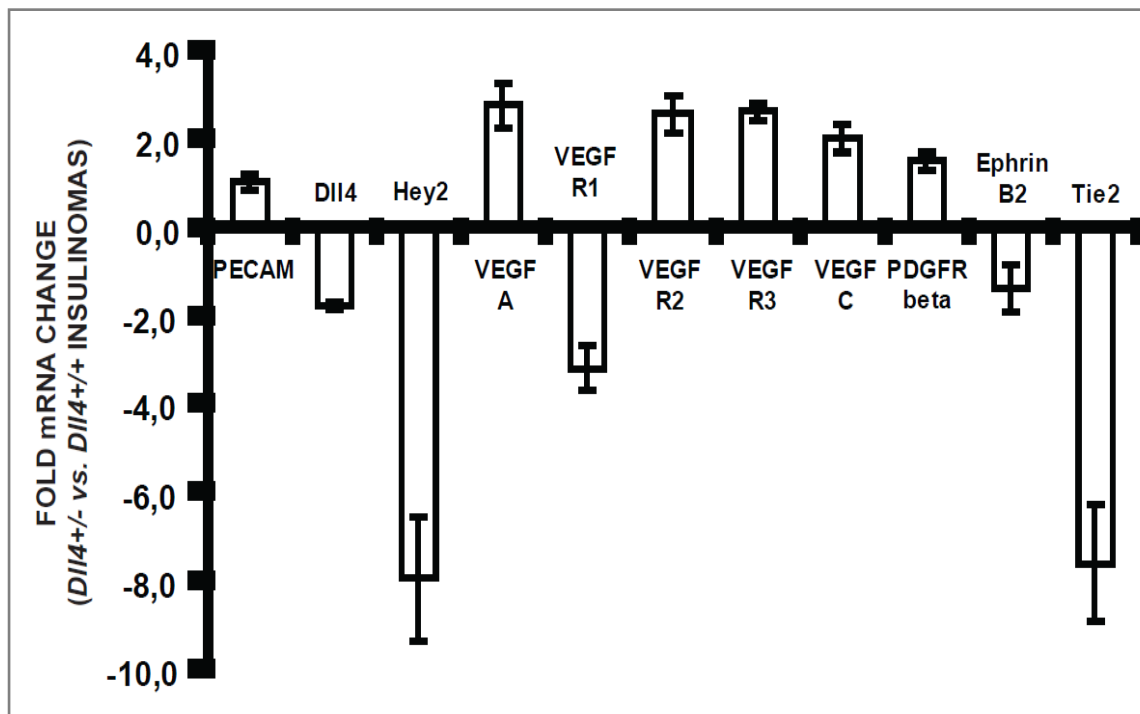 4,0
2,0
0,0
-2,0
-4,0
-6,0
-8,0
-10,0
FOLD mRNA CHANGE
(Dll4+/- vs. Dll4+/+ INSULINOMAS)
PECAM
Dll4
Hey2
VEGF
A
VEGF
R1
VEGF
R2
VEGF
R3
VEGF
C
PDGFR
beta
Ephrin
B2
Tie2